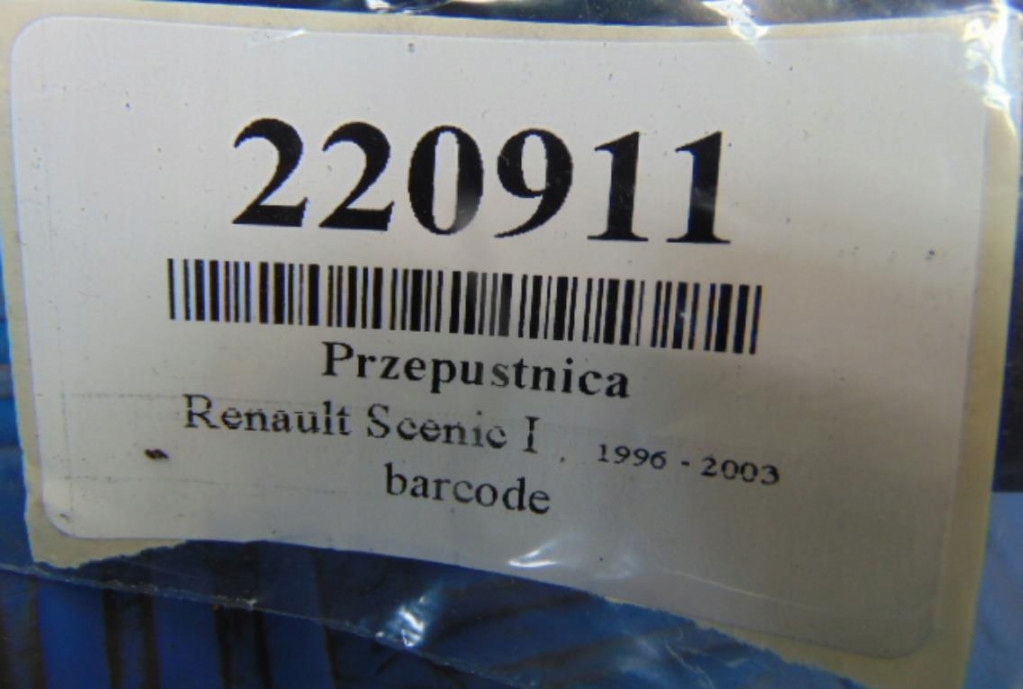 220911
Przepustnica
Renault Scenic I , 1996 - 2003
barcode